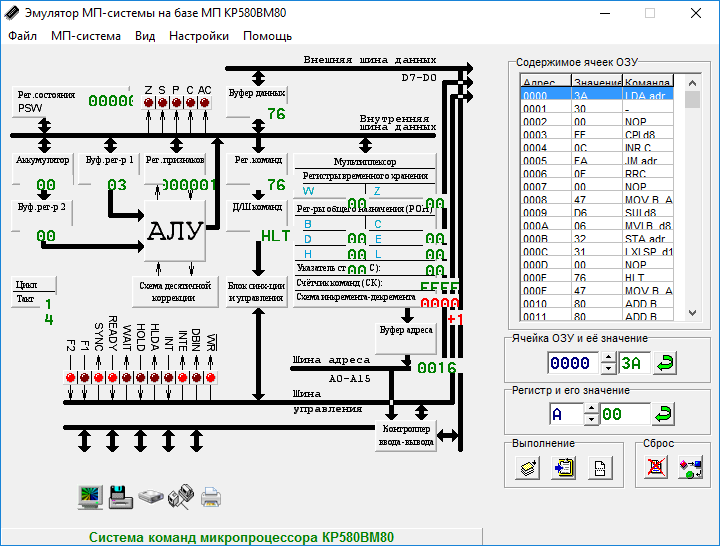 Эмулятор МП-системы на базе МП КР580ВМ80
Файл МП-система Вид Настройки Помощь
Внешняя шина данных
D7-D0
Z S P C AC
Рег.состояния
PSW
00000
Буфер данных
76
Внутренняя
шина данных
Аккумулятор
00
Буф.рег-р 1
03
Рег.признаков
000001
Рег.команд
76
Мультиплексор
Регистры временного хранения
W 00 Z 00
Буф.рег-р 2
00
АЛУ
Д/Ш команд
HLT
Рег-ры общего назначения (РОН)
B 00 C 00
D 00 E 00
H 00 L 00
Указатель ст
С):
Счётчик команд (СК):
FFFF
Схема инкремента-декремента
0000
+1
Цикл
1
Такт
4
Схема десятичной
коррекции
Блок синх-ции
и управления
Буфер адреса
0016
F2 F1 SYNC READY WAIT HOLD HLDA INT INTE DBIN WR
Шина адреса
A0-A15
Шина
управления
Контроллер
ввода-вывода
Содержимое ячеек ОЗУ
Адрес Значение Команда
0000 3A LDA adr
0001 30 -
0002 00 NOP
0003 FE CPI d8
0004 0C INR C
0005 FA JM adr
0006 0F RRC
0007 00 NOP
0008 47 MOV B, A
0009 D6 SUI d8
000A 06 MVI B, d8
000B 32 STA adr
000C 31 LXI SP, d1
000D 00 NOP
000E 76 HLT
000F 47 MOV B, A
0010 80 ADD B
0011 80 ADD B
Ячейка ОЗУ и её значение
0000 3A
Регистр и его значение
A 00
Выполнение
Сброс
Система команд микропроцессора КР580ВМ80